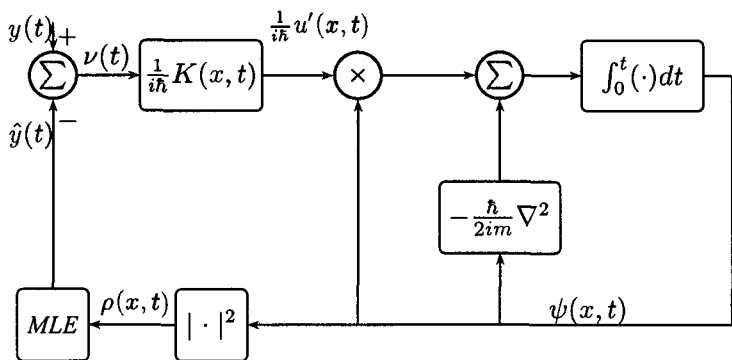 y(t) +
∑
ν(t)
1/iħ K(x,t)
1/iħ u′(x,t)
×
∑
∫₀ᵗ(·)dt
ŷ(t) −
−ħ/2im ∇²
MLE
ρ(x,t)
|·|²
ψ(x,t)